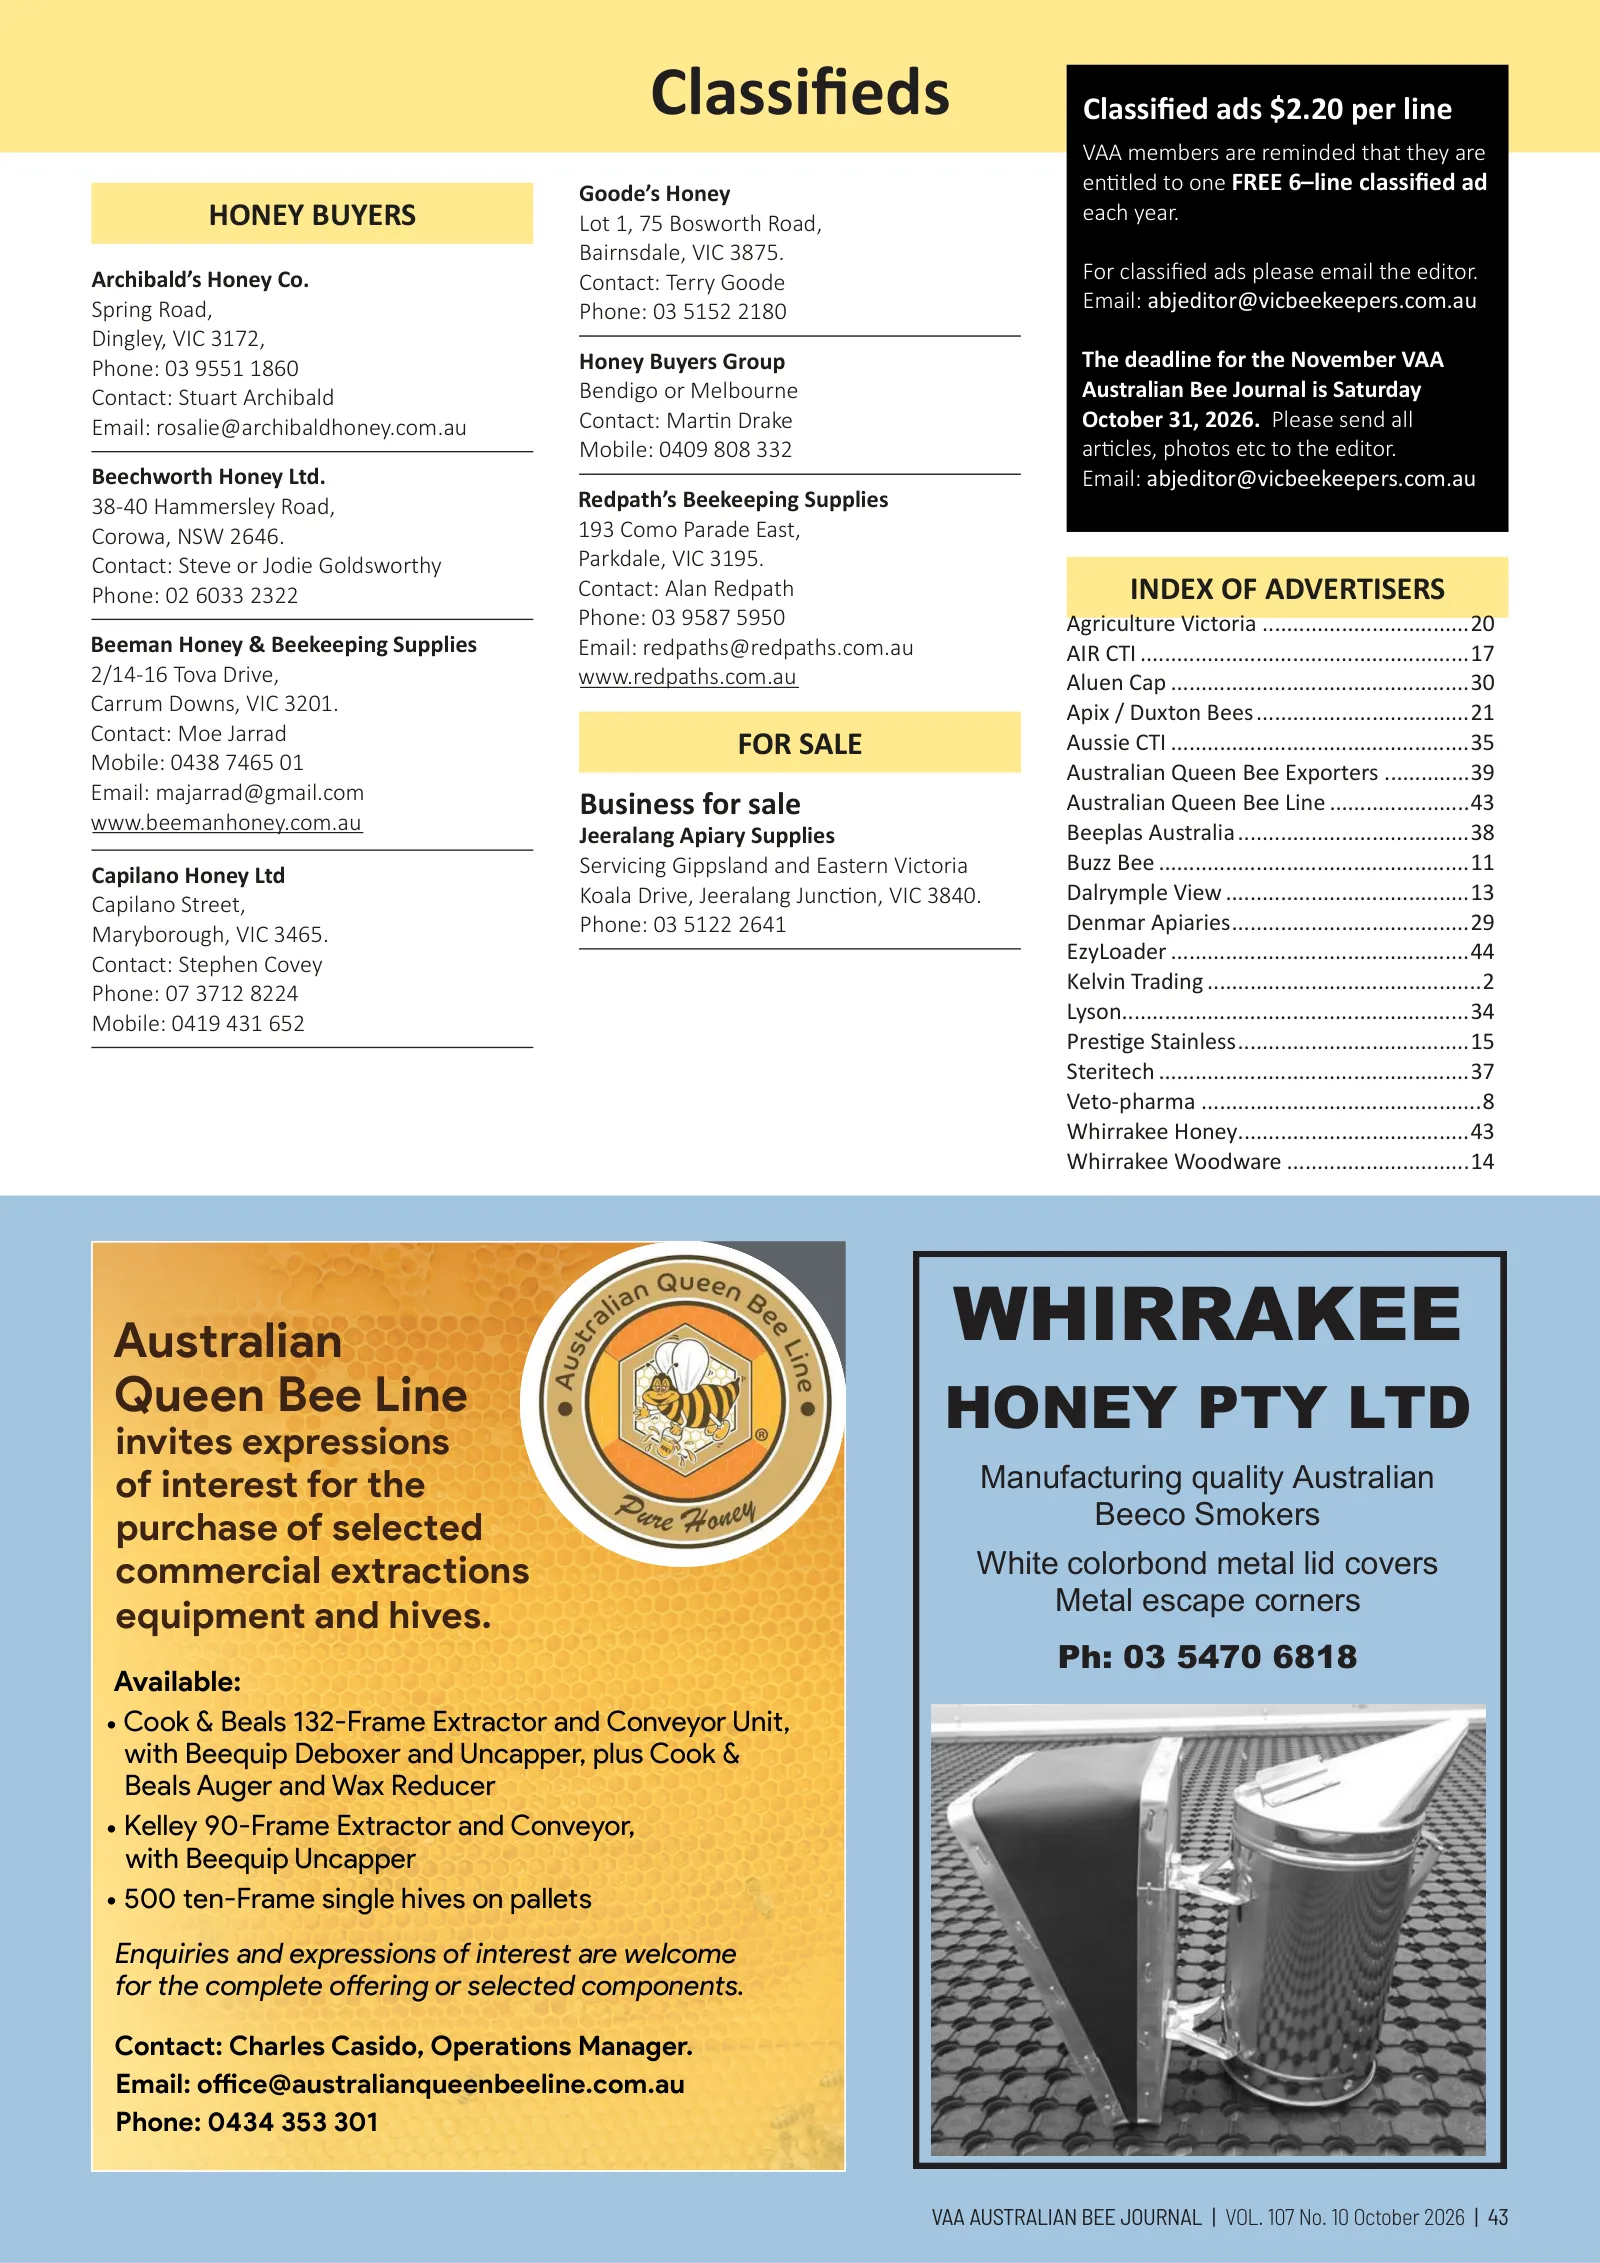 Classifieds
HONEY BUYERS
Archibald’s Honey Co.
Spring Road,
Dingley, VIC 3172,
Phone: 03 9551 1860
Contact: Stuart Archibald
Email: rosalie@archibaldhoney.com.au
Beechworth Honey Ltd.
38-40 Hammersley Road,
Corowa, NSW 2646.
Contact: Steve or Jodie Goldsworthy
Phone: 02 6033 2322
Beeman Honey & Beekeeping Supplies
2/14-16 Tova Drive,
Carrum Downs, VIC 3201.
Contact: Moe Jarrad
Mobile: 0438 7465 01
Email: majarrad@gmail.com
www.beemanhoney.com.au
Capilano Honey Ltd
Capilano Street,
Maryborough, VIC 3465.
Contact: Stephen Covey
Phone: 07 3712 8224
Mobile: 0419 431 652
Goode’s Honey
Lot 1, 75 Bosworth Road,
Bairnsdale, VIC 3875.
Contact: Terry Goode
Phone: 03 5152 2180
Honey Buyers Group
Bendigo or Melbourne
Contact: Martin Drake
Mobile: 0409 808 332
Redpath’s Beekeeping Supplies
193 Como Parade East,
Parkdale, VIC 3195.
Contact: Alan Redpath
Phone: 03 9587 5950
Email: redpaths@redpaths.com.au
www.redpaths.com.au
FOR SALE
Business for sale
Jeeralang Apiary Supplies
Servicing Gippsland and Eastern Victoria
Koala Drive, Jeeralang Junction, VIC 3840.
Phone: 03 5122 2641
Classified ads $2.20 per line
VAA members are reminded that they are
entitled to one FREE 6–line classified ad
each year.
For classified ads please email the editor.
Email: abjeditor@vicbeekeepers.com.au
The deadline for the November VAA
Australian Bee Journal is Saturday
October 31, 2026. Please send all
articles, photos etc to the editor.
Email: abjeditor@vicbeekeepers.com.au
INDEX OF ADVERTISERS
Agriculture Victoria ..................................20
AIR CTI ......................................................17
Aluen Cap .................................................30
Apix / Duxton Bees...................................21
Aussie CTI .................................................35
Australian Queen Bee Exporters ..............39
Australian Queen Bee Line .......................43
Beeplas Australia......................................38
Buzz Bee ...................................................11
Dalrymple View ........................................13
Denmar Apiaries.......................................29
EzyLoader .................................................44
Kelvin Trading .............................................2
Lyson.........................................................34
Prestige Stainless......................................15
Steritech ...................................................37
Veto-pharma ..............................................8
Whirrakee Honey......................................43
Whirrakee Woodware ..............................14
Australian
Queen Bee Line
invites expressions
of interest for the
purchase of selected
commercial extractions
equipment and hives.
Australian Queen Bee Line
®
Pure Honey
Available:
• Cook & Beals 132-Frame Extractor and Conveyor Unit,
with Beequip Deboxer and Uncapper, plus Cook &
Beals Auger and Wax Reducer
• Kelley 90-Frame Extractor and Conveyor,
with Beequip Uncapper
• 500 ten-Frame single hives on pallets
Enquiries and expressions of interest are welcome
for the complete offering or selected components.
Contact: Charles Casido, Operations Manager.
Email: office@australianqueenbeeline.com.au
Phone: 0434 353 301
WHIRRAKEE
HONEY PTY LTD
Manufacturing quality Australian
Beeco Smokers
White colorbond metal lid covers
Metal escape corners
Ph: 03 5470 6818
VAA AUSTRALIAN BEE JOURNAL | VOL. 107 No. 10 October 2026 | 43